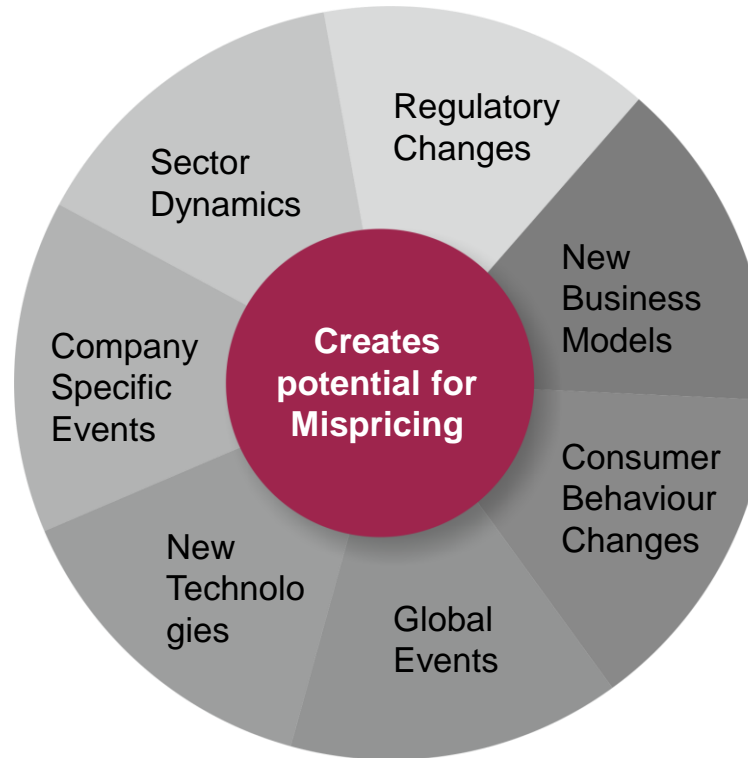 Regulatory
Changes
New
Business
Models
Consumer
Behaviour
Changes
Global
Events
New
Technolo
gies
Company
Specific
Events
Sector
Dynamics
Creates
potential for
Mispricing